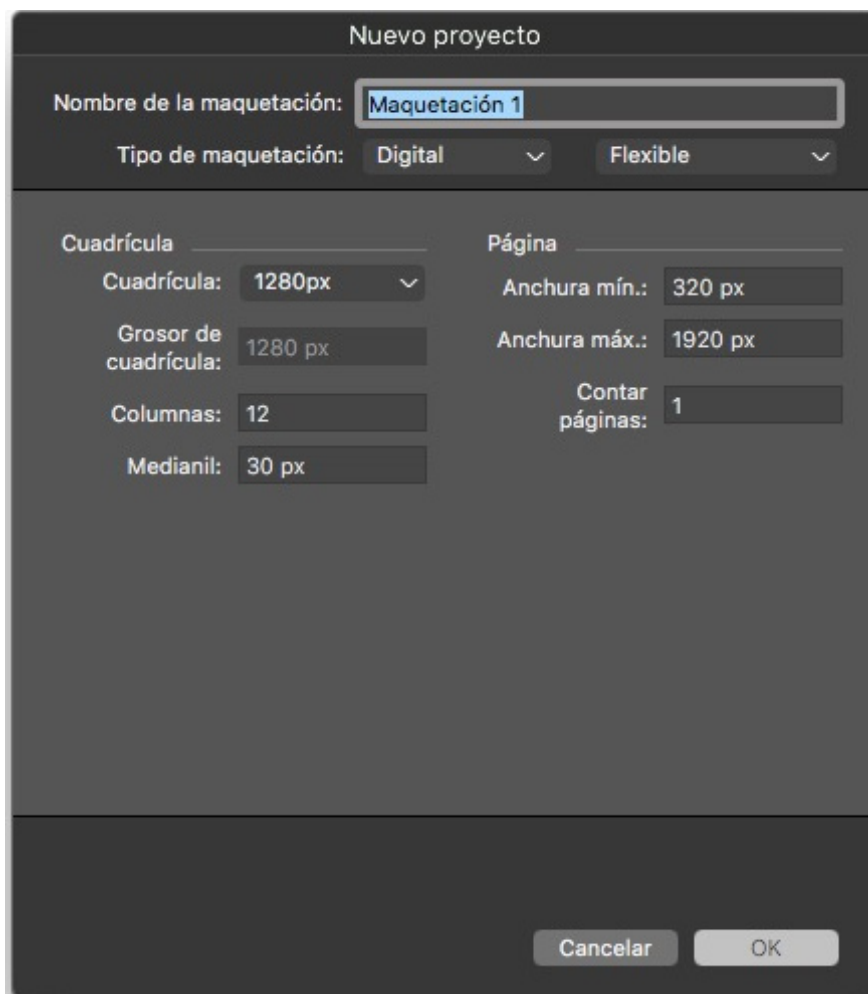 Nuevo proyecto
Nombre de la maquetación: Maquetación 1
Tipo de maquetación: Digital Flexible
Cuadrícula
Cuadrícula: 1280px
Grosor de
cuadrícula: 1280 px
Columnas: 12
Medianil: 30 px
Página
Anchura mín.: 320 px
Anchura máx.: 1920 px
Contar
páginas: 1
Cancelar OK